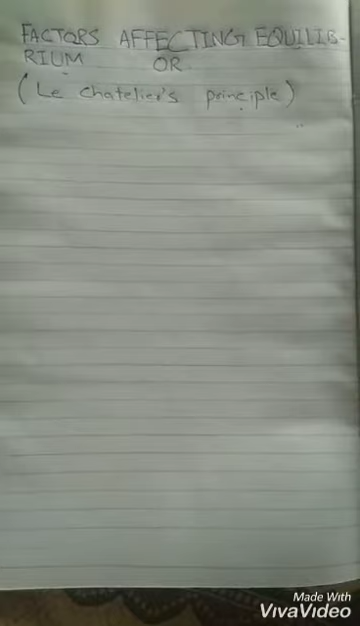 FACTORS AFFECTING EQUILIB-
RIUM OR
(Le chatelier's principle)
Made With
VivaVideo